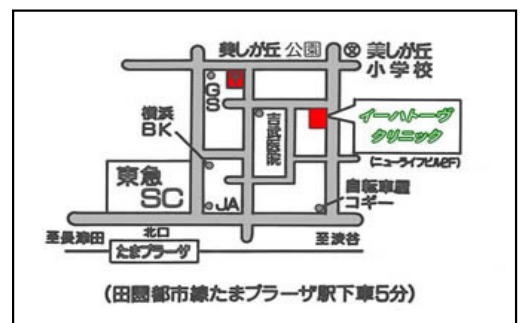 美しが丘 公園
美しが丘
小学校
GS
横浜
BK
吉武医院
イーハトーヴ
クリニック
(ニューライフビル2F)
東急
SC
JA
自転車屋
コギー
至長津田
北口
至渋谷
たまプラーザ
(田園都市線たまプラーザ駅下車5分)